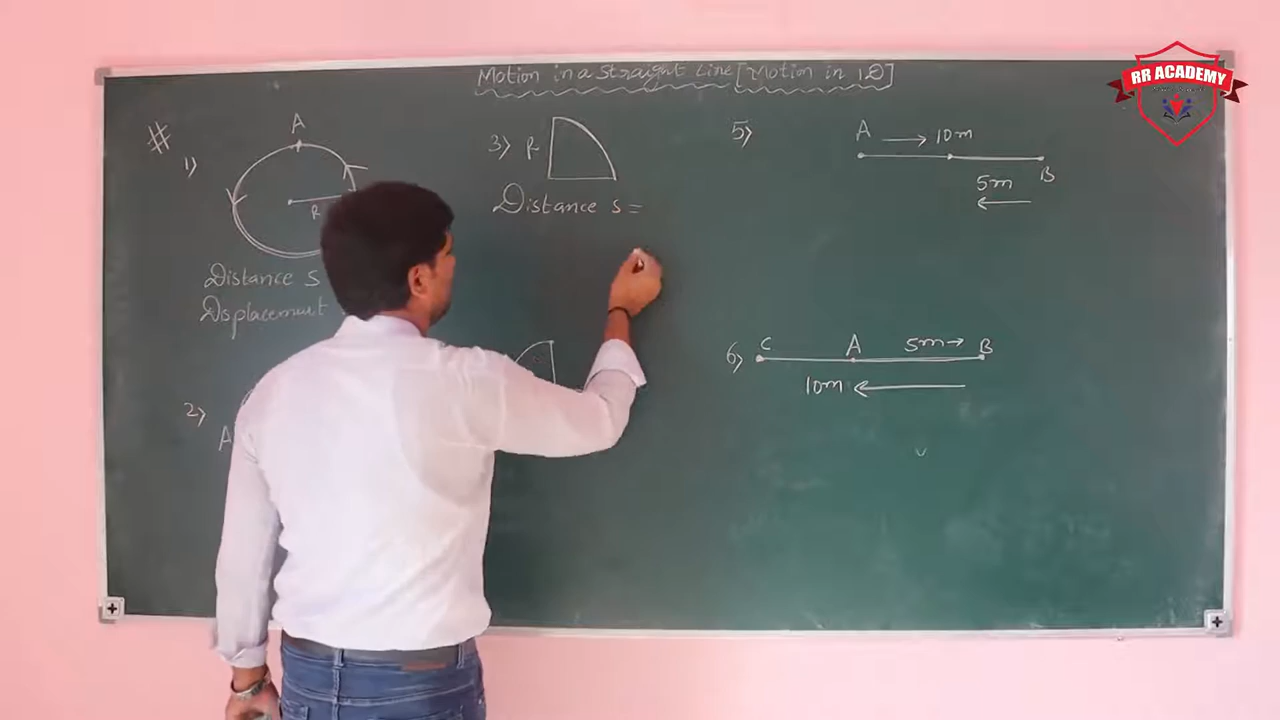 Motion in a Straight Line [Motion in 1D]
RR ACADEMY
#
1)
A
R
Distance S
Displacement
2)
A
3) R
Distance s =
5)
A → 10m
B
5m
←
6)
C A 5m→ B
10m ←